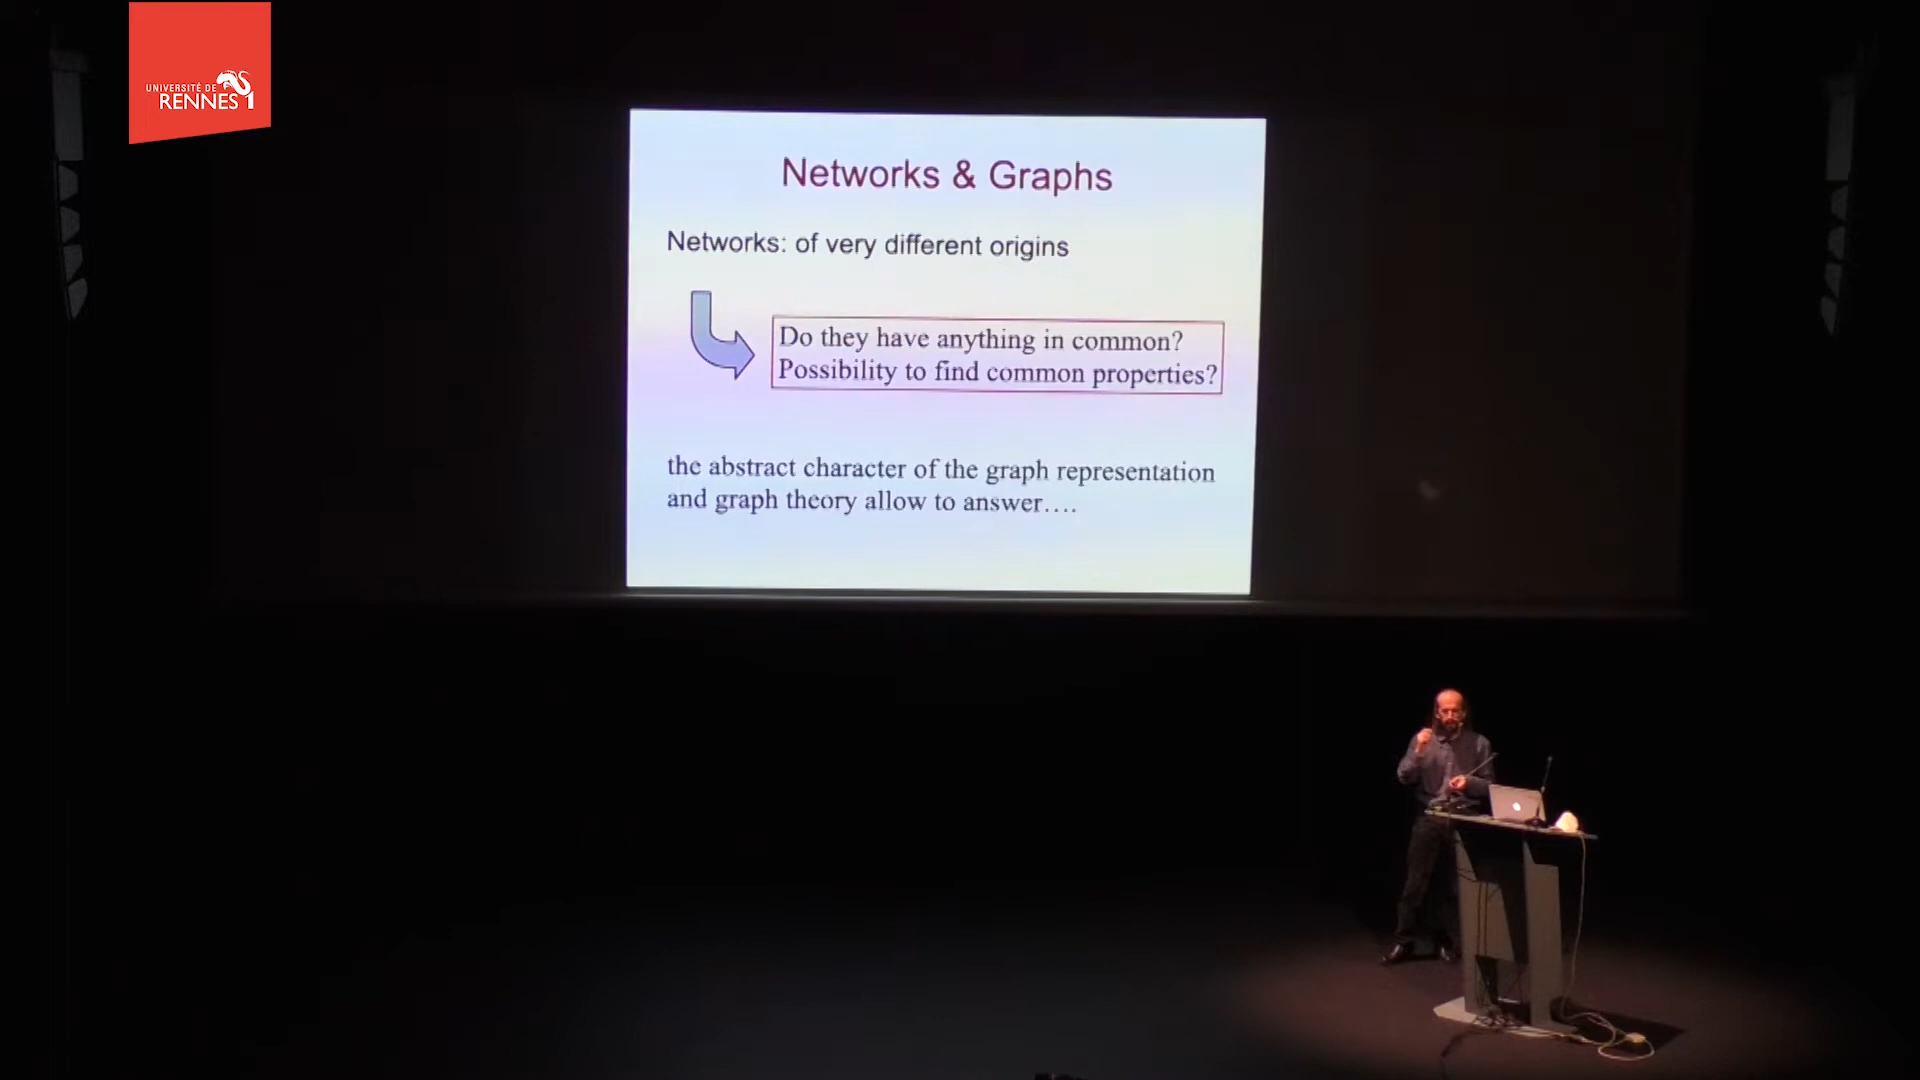 UNIVERSITÉ DE
RENNES 1
Networks & Graphs
Networks: of very different origins
Do they have anything in common?
Possibility to find common properties?
the abstract character of the graph representation
and graph theory allow to answer….